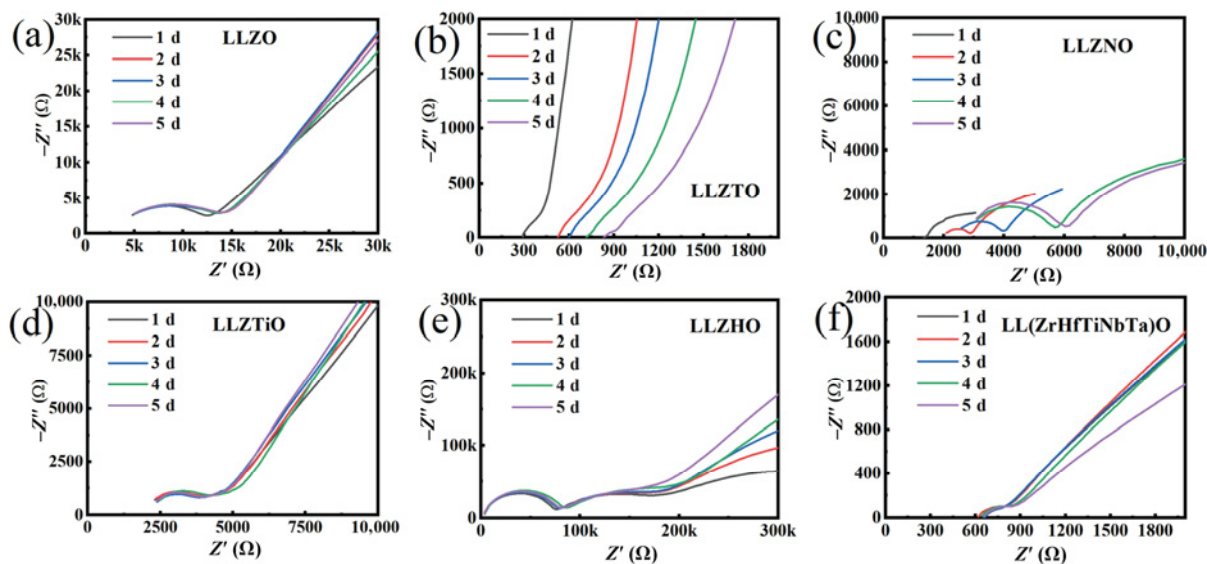 (a)
LLZO
1 d
2 d
3 d
4 d
5 d
30k
25k
20k
15k
10k
5k
0
0 5k 10k 15k 20k 25k 30k
−Z″ (Ω)
Z′ (Ω)
(b)
LLZTO
1 d
2 d
3 d
4 d
5 d
2000
1500
1000
500
0
0 300 600 900 1200 1500 1800
−Z″ (Ω)
Z′ (Ω)
(c)
LLZNO
1 d
2 d
3 d
4 d
5 d
10,000
8000
6000
4000
2000
0
0 2000 4000 6000 8000 10,000
−Z″ (Ω)
Z′ (Ω)
(d)
LLZTiO
1 d
2 d
3 d
4 d
5 d
10,000
7500
5000
2500
0
0 2500 5000 7500 10,000
−Z″ (Ω)
Z′ (Ω)
(e)
LLZHO
1 d
2 d
3 d
4 d
5 d
300k
200k
100k
0
0 100k 200k 300k
−Z″ (Ω)
Z′ (Ω)
(f)
LL(ZrHfTiNbTa)O
1 d
2 d
3 d
4 d
5 d
2000
1600
1200
800
400
0
0 300 600 900 1200 1500 1800
−Z″ (Ω)
Z′ (Ω)